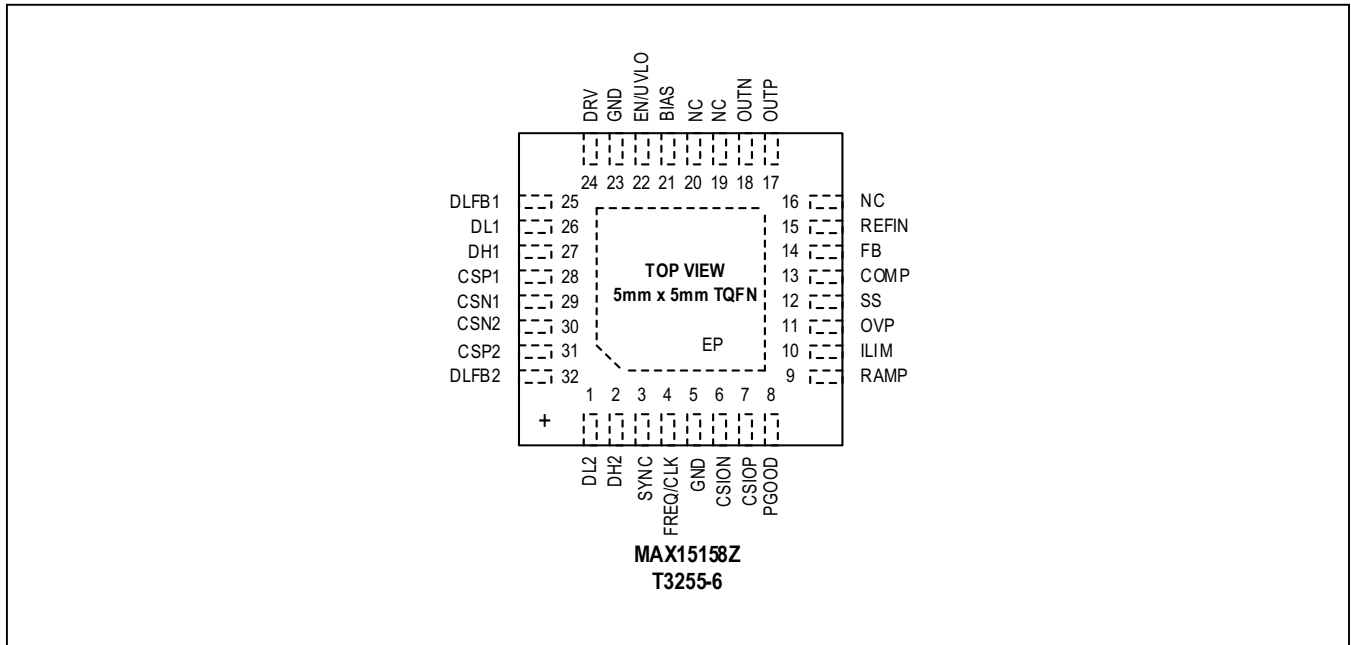 DRV
GND
EN/UVLO
BIAS
NC
NC
OUTN
OUTP
24 23 22 21 20 19 18 17
DLFB1 25
DL1 26
DH1 27
CSP1 28
CSN1 29
CSN2 30
CSP2 31
DLFB2 32
16 NC
15 REFIN
14 FB
13 COMP
12 SS
11 OVP
10 ILIM
9 RAMP
TOP VIEW
5mm x 5mm TQFN
EP
1 2 3 4 5 6 7 8
+
DL2
DH2
SYNC
FREQ/CLK
GND
CSION
CSIOP
PGOOD
MAX15158Z
T3255-6